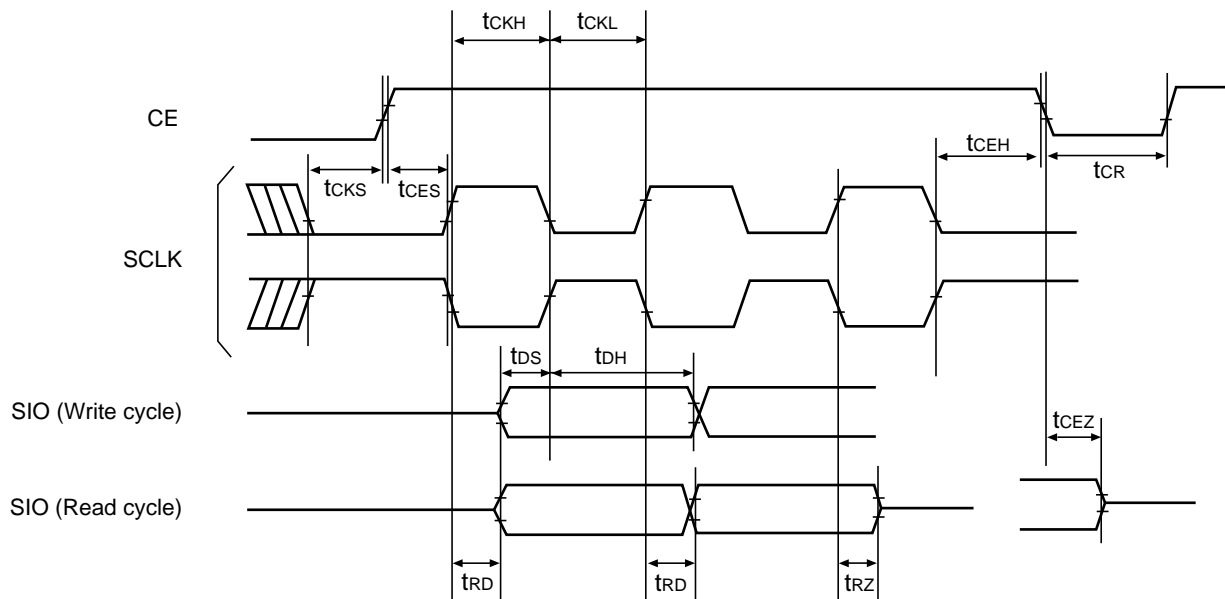 tCKH
tCKL
CE
tCEH
tCKS
tCES
tCR
SCLK
tDS
tDH
SIO (Write cycle)
tCEZ
SIO (Read cycle)
tRD
tRD
tRZ